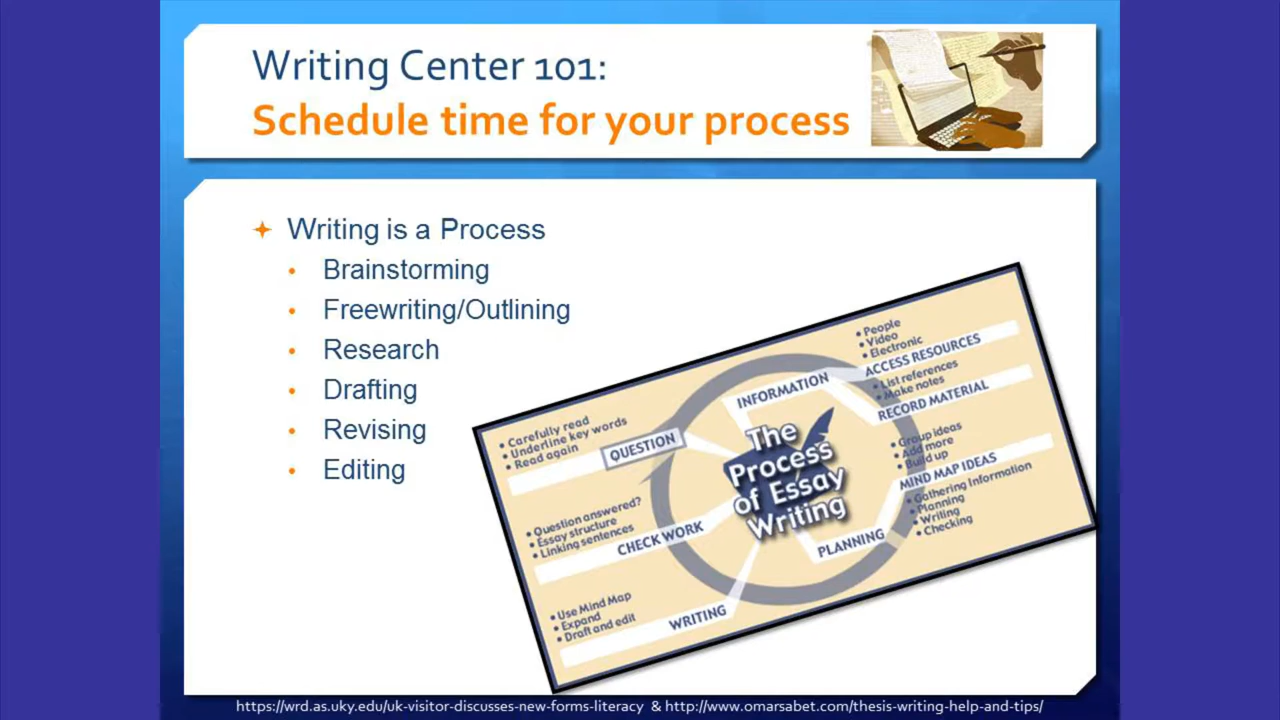 Writing Center 101:
Schedule time for your process
Writing is a Process
Brainstorming
Freewriting/Outlining
Research
Drafting
Revising
Editing
The
Process
of Essay
Writing
QUESTION
• Carefully read
• Underline key words
• Read again
INFORMATION
• People
• Video
• Electronic
ACCESS RESOURCES
• List references
• Make notes
RECORD MATERIAL
• Group ideas
• Add more
• Build up
MIND MAP IDEAS
• Gathering Information
• Planning
• Writing
• Checking
PLANNING
• Question answered?
• Essay structure
• Linking sentences
CHECK WORK
• Use Mind Map
• Expand
• Draft and edit
WRITING
https://wrd.as.uky.edu/uk-visitor-discusses-new-forms-literacy & http://www.omarsabet.com/thesis-writing-help-and-tips/